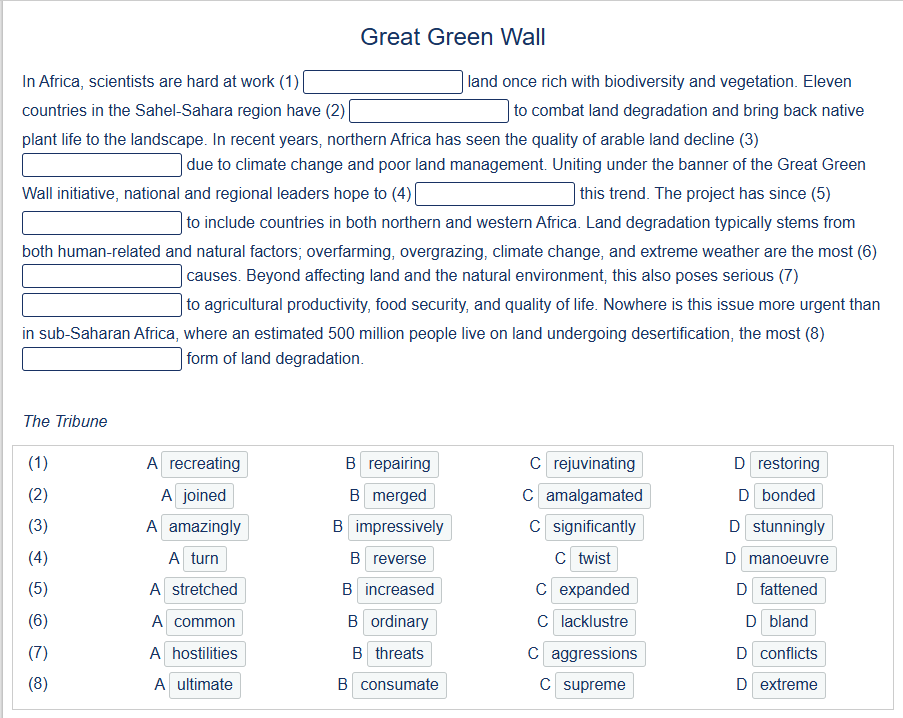 Great Green Wall
In Africa, scientists are hard at work (1) land once rich with biodiversity and vegetation. Eleven
countries in the Sahel-Sahara region have (2) to combat land degradation and bring back native
plant life to the landscape. In recent years, northern Africa has seen the quality of arable land decline (3)
due to climate change and poor land management. Uniting under the banner of the Great Green
Wall initiative, national and regional leaders hope to (4) this trend. The project has since (5)
to include countries in both northern and western Africa. Land degradation typically stems from
both human-related and natural factors; overfarming, overgrazing, climate change, and extreme weather are the most (6)
causes. Beyond affecting land and the natural environment, this also poses serious (7)
to agricultural productivity, food security, and quality of life. Nowhere is this issue more urgent than
in sub-Saharan Africa, where an estimated 500 million people live on land undergoing desertification, the most (8)
form of land degradation.
The Tribune
(1) A recreating B repairing C rejuvinating D restoring
(2) A joined B merged C amalgamated D bonded
(3) A amazingly B impressively C significantly D stunningly
(4) A turn B reverse C twist D manoeuvre
(5) A stretched B increased C expanded D fattened
(6) A common B ordinary C lacklustre D bland
(7) A hostilities B threats C aggressions D conflicts
(8) A ultimate B consumate C supreme D extreme